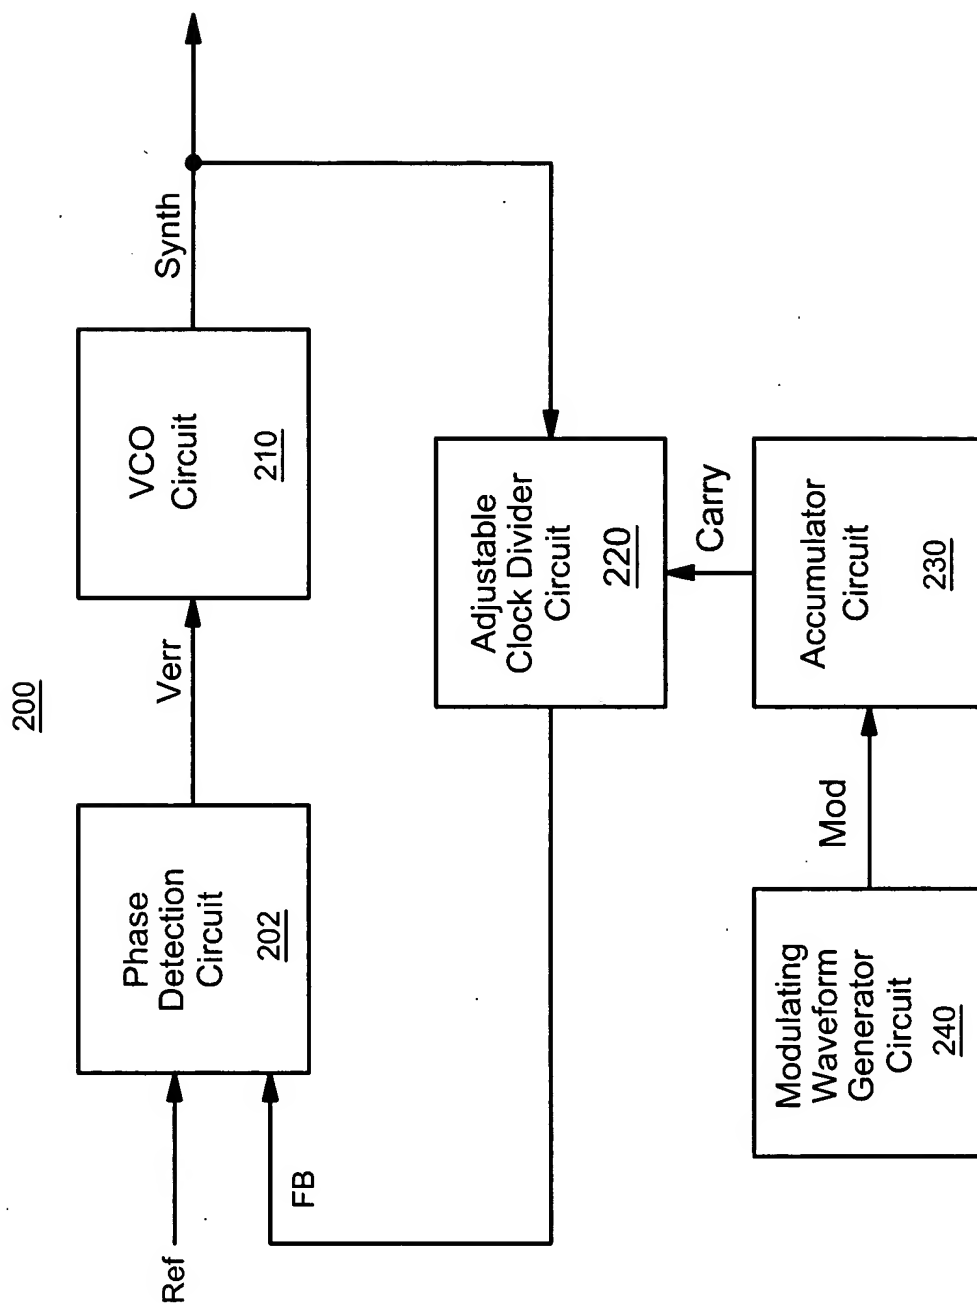 200
Ref
FB
Phase
Detection
Circuit
202
Verr
VCO
Circuit
210
Synth
Adjustable
Clock Divider
Circuit
220
Carry
Modulating
Waveform
Generator
Circuit
240
Mod
Accumulator
Circuit
230